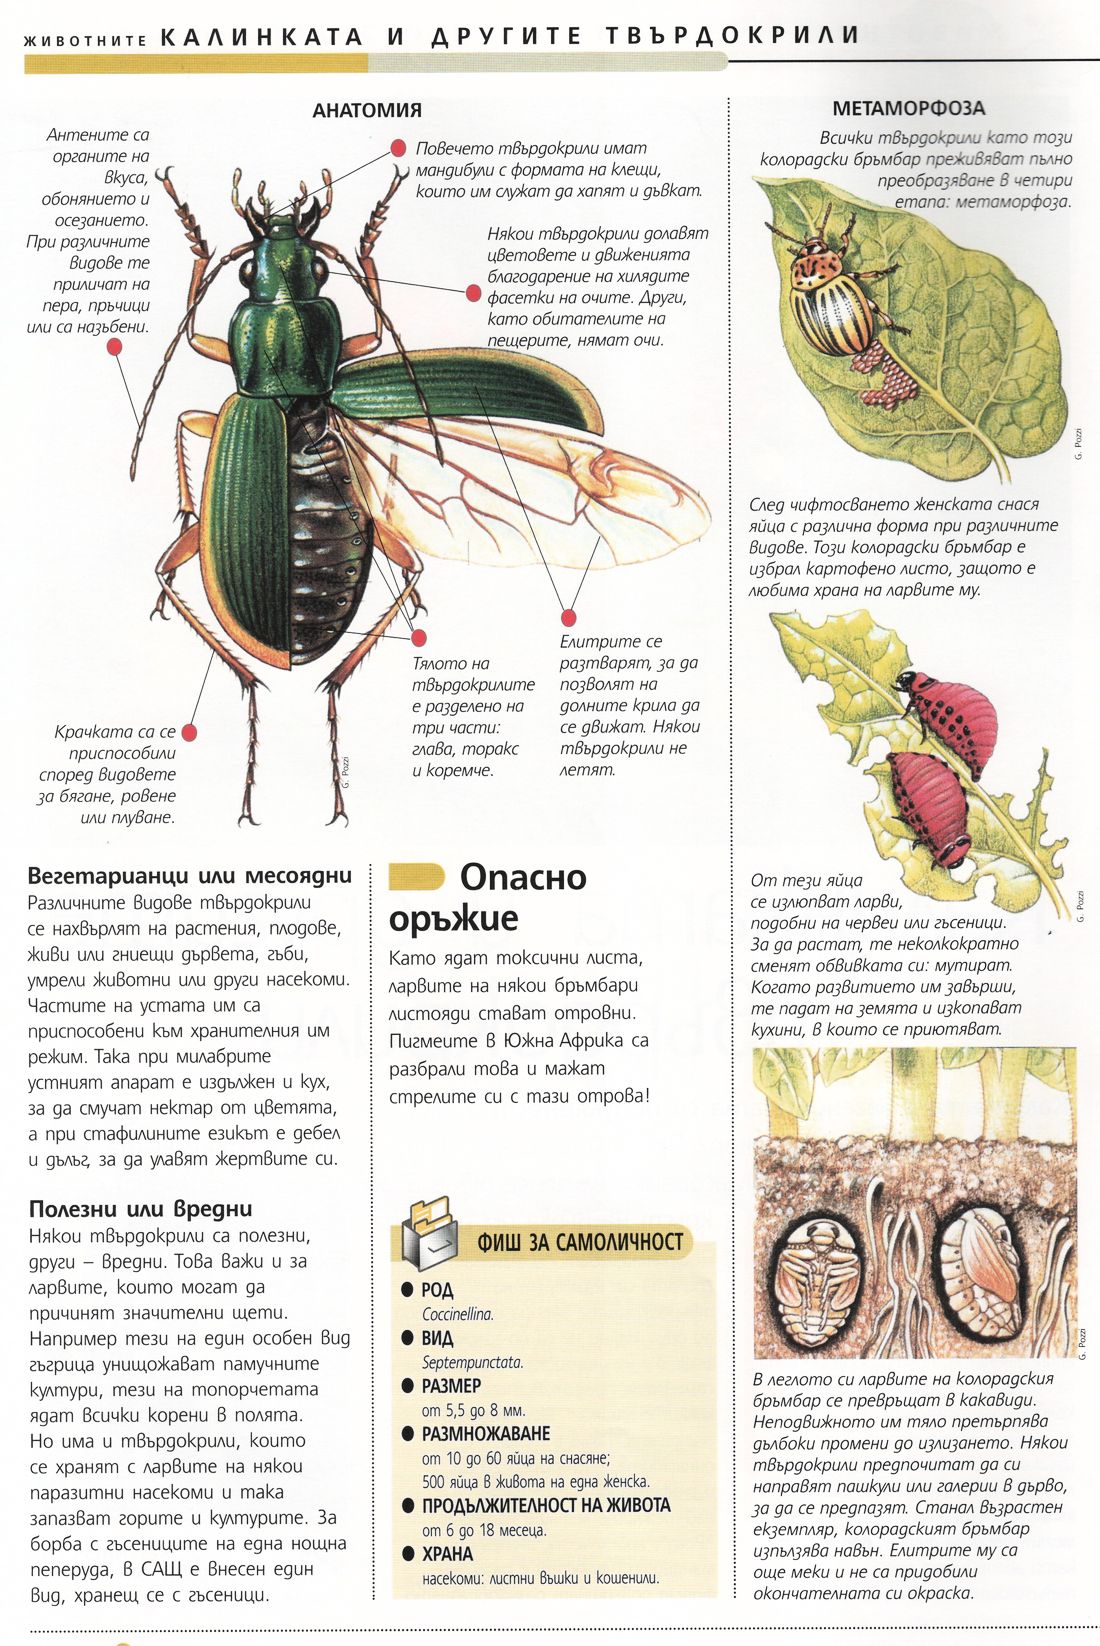 ЖИВОТНИТЕ КАЛИНКАТА И ДРУГИТЕ ТВЪРДОКРИЛИ
АНАТОМИЯ
Антените са
органите на
вкуса,
обонянието и
осезанието.
При различните
видове те
приличат на
пера, пръчици
или са назъбени.
Повечето твърдокрили имат
мандибули с формата на клещи,
които им служат да хапят и дъвкат.
Някои твърдокрили долавят
цветовете и движенията
благодарение на хилядите
фасетки на очите. Други,
като обитателите на
пещерите, нямат очи.
Тялото на
твърдокрилите
е разделено на
три части:
глава, торакс
и коремче.
Елитрите се
разтварят, за да
позволят на
долните крила да
се движат. Някои
твърдокрили не
летят.
Крачката са се
приспособили
според видовете
за бягане, ровене
или плуване.
G. Pozzi
Вегетарианци или месоядни
Различните видове твърдокрили
се нахвърлят на растения, плодове,
живи или гниещи дървета, гъби,
умрели животни или други насекоми.
Частите на устата им са
приспособени към хранителния им
режим. Така при милабрите
устният апарат е издължен и кух,
за да смучат нектар от цветята,
а при стафилините езикът е дебел
и дълъг, за да улавят жертвите си.
Полезни или вредни
Някои твърдокрили са полезни,
други – вредни. Това важи и за
ларвите, които могат да
причинят значителни щети.
Например тези на един особен вид
гъгрица унищожават памучните
култури, тези на топорчетата
ядат всички корени в полята.
Но има и твърдокрили, които
се хранят с ларвите на някои
паразитни насекоми и така
запазват горите и културите. За
борба с гъсениците на една нощна
пеперуда, в САЩ е внесен един
вид, хранещ се с гъсеници.
Опасно
оръжие
Като ядат токсични листа,
ларвите на някои бръмбари
листояди стават отровни.
Пигмеите в Южна Африка са
разбрали това и мажат
стрелите си с тази отрова!
ФИШ ЗА САМОЛИЧНОСТ
● РОД
Coccinellina.
● ВИД
Septempunctata.
● РАЗМЕР
от 5,5 до 8 мм.
● РАЗМНОЖАВАНЕ
от 10 до 60 яйца на снасяне;
500 яйца в живота на една женска.
● ПРОДЪЛЖИТЕЛНОСТ НА ЖИВОТА
от 6 до 18 месеца.
● ХРАНА
насекоми: листни въшки и кошенили.
МЕТАМОРФОЗА
Всички твърдокрили като този
колорадски бръмбар преживяват пълно
преобразяване в четири
етапа: метаморфоза.
G. Pozzi
След чифтосването женската снася
яйца с различна форма при различните
видове. Този колорадски бръмбар е
избрал картофено листо, защото е
любима храна на ларвите му.
G. Pozzi
От тези яйца
се излюпват ларви,
подобни на червеи или гъсеници.
За да растат, те неколкократно
сменят обвивката си: мутират.
Когато развитието им завърши,
те падат на земята и изкопават
кухини, в които се приютяват.
G. Pozzi
В леглото си ларвите на колорадския
бръмбар се превръщат в какавиди.
Неподвижното им тяло претърпява
дълбоки промени до излизането. Някои
твърдокрили предпочитат да си
направят пашкули или галерии в дърво,
за да се предпазят. Станал възрастен
екземпляр, колорадският бръмбар
изпълзява навън. Елитрите му са
още меки и не са придобили
окончателната си окраска.